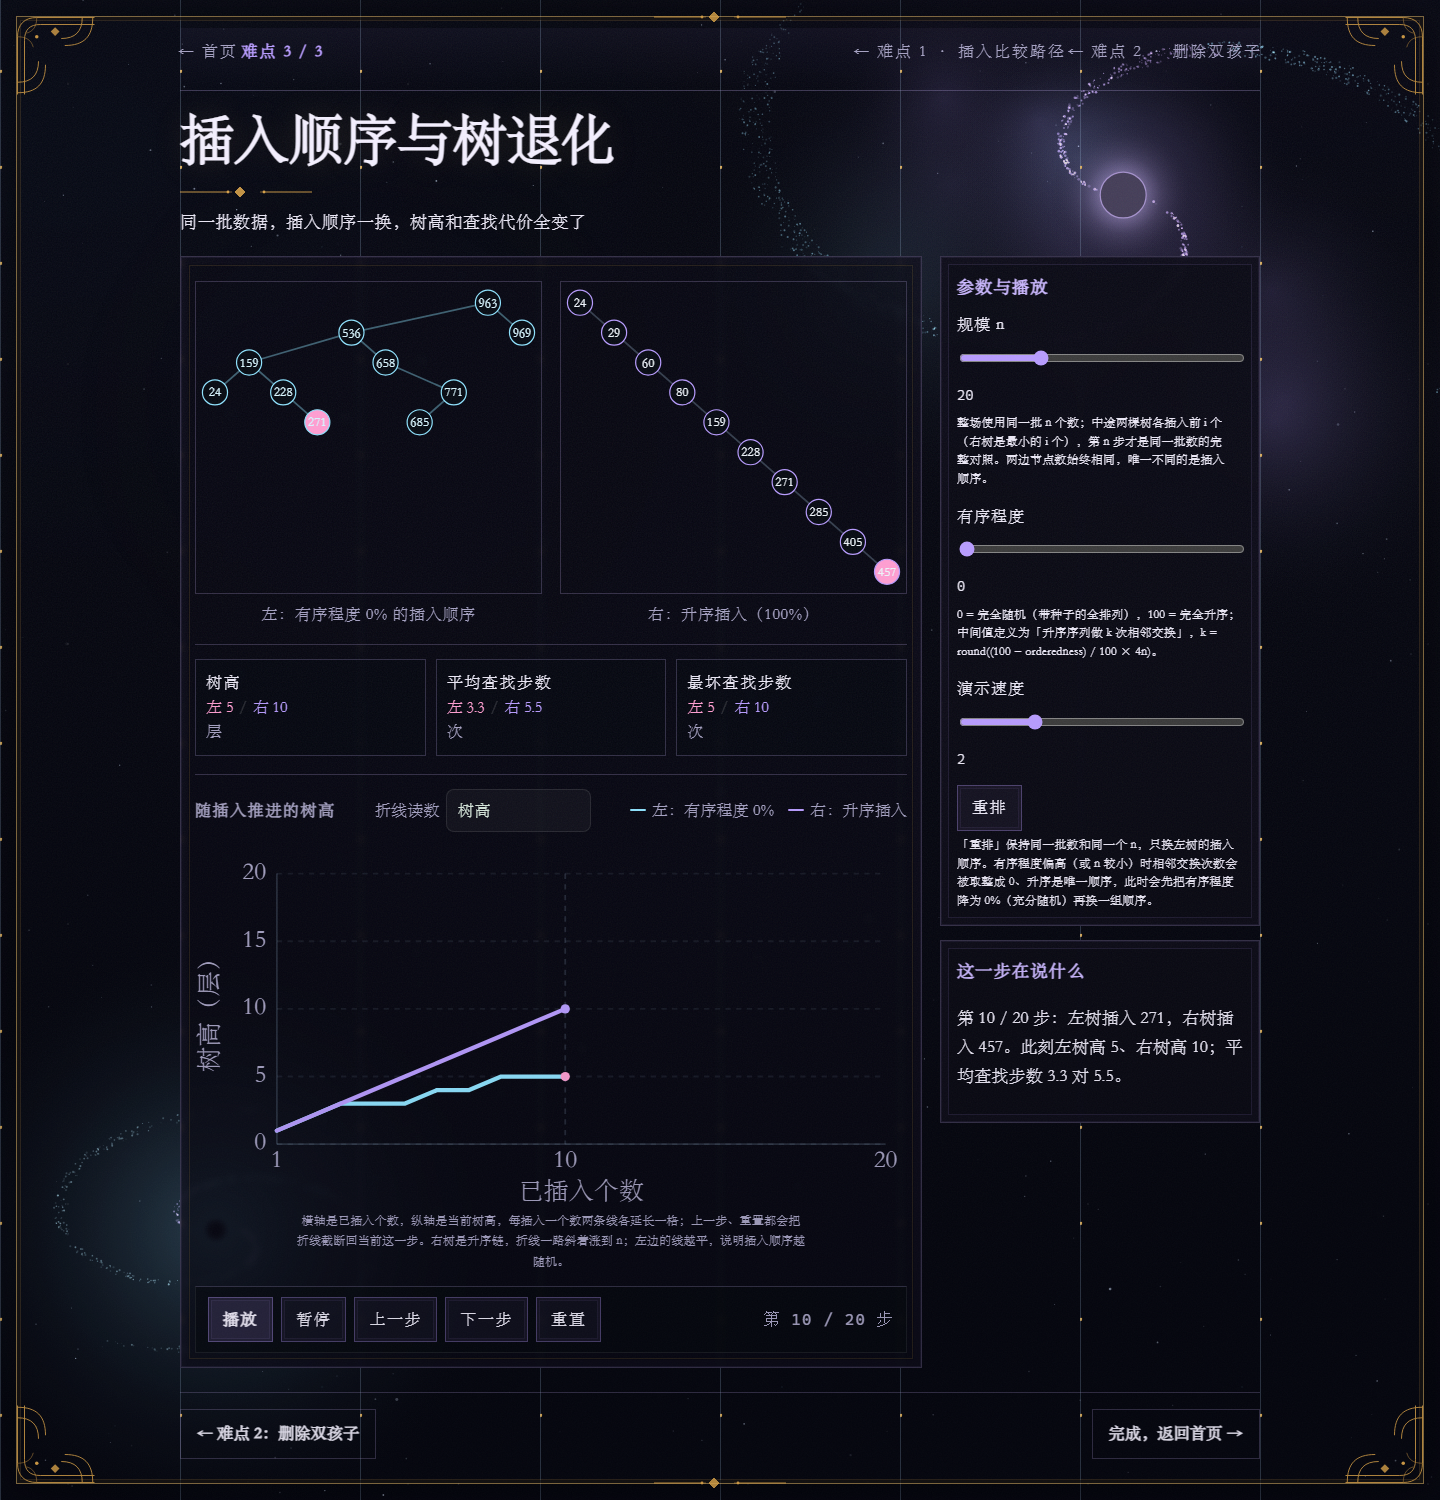 ← 首页 难点 3 / 3
← 难点 1 · 插入比较路径 ← 难点 2 · 删除双孩子
插入顺序与树退化
同一批数据，插入顺序一换，树高和查找代价全变了
963
536
969
159
658
24
228
771
271
685
24
29
60
80
159
228
271
285
405
457
左：有序程度 0% 的插入顺序
右：升序插入（100%）
树高
左 5 / 右 10
层
平均查找步数
左 3.3 / 右 5.5
次
最坏查找步数
左 5 / 右 10
次
随插入推进的树高
折线读数 树高
左：有序程度 0% 右：升序插入
20
15
10
5
0
树高（层）
1 10 20
已插入个数
横轴是已插入个数，纵轴是当前树高，每插入一个数两条线各延长一格；上一步、重置都会把
折线截断回当前这一步。右树是升序链，折线一路斜着涨到 n；左边的线越平，说明插入顺序越
随机。
播放 暂停 上一步 下一步 重置 第 10 / 20 步
参数与播放
规模 n
20
整场使用同一批 n 个数；中途两棵树各插入前 i 个
（右树是最小的 i 个），第 n 步才是同一批数的完
整对照。两边节点数始终相同，唯一不同的是插入
顺序。
有序程度
0
0 = 完全随机（带种子的全排列），100 = 完全升序；
中间值定义为「升序序列做 k 次相邻交换」，k =
round((100 − orderedness) / 100 × 4n)。
演示速度
2
重排
「重排」保持同一批数和同一个 n，只换左树的插入
顺序。有序程度偏高（或 n 较小）时相邻交换次数会
被取整成 0、升序是唯一顺序，此时会先把有序程度
降为 0%（充分随机）再换一组顺序。
这一步在说什么
第 10 / 20 步：左树插入 271，右树插
入 457。此刻左树高 5、右树高 10；平
均查找步数 3.3 对 5.5。
← 难点 2：删除双孩子
完成，返回首页 →